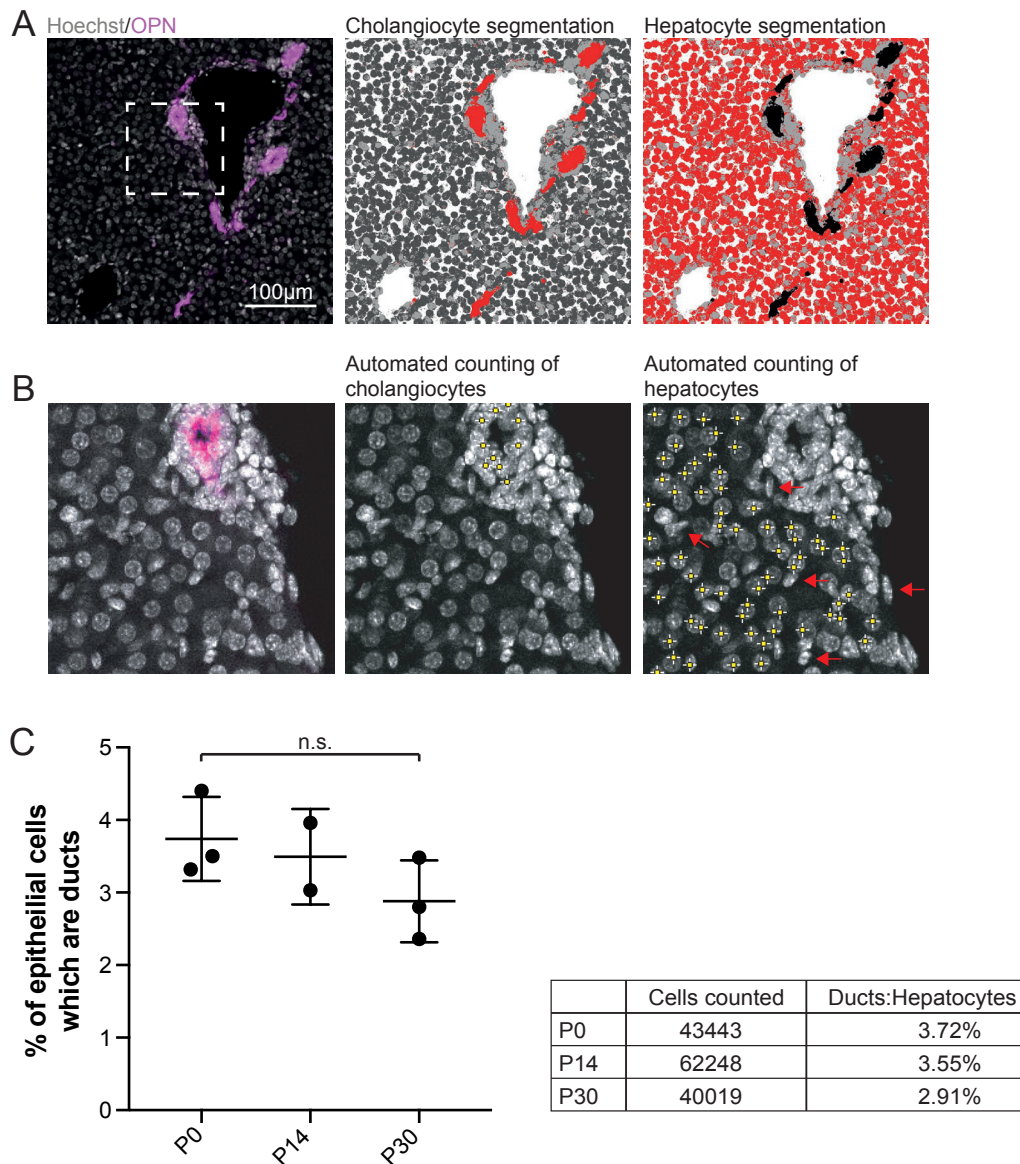 A
Hoechst/OPN
Cholangiocyte segmentation
Hepatocyte segmentation
100µm
B
Automated counting of
cholangiocytes
Automated counting of
hepatocytes
C
n.s.
% of epitheilial cells
which are ducts
5
4
3
2
1
0
P0
P14
P30
Cells counted Ducts:Hepatocytes
P0 43443 3.72%
P14 62248 3.55%
P30 40019 2.91%